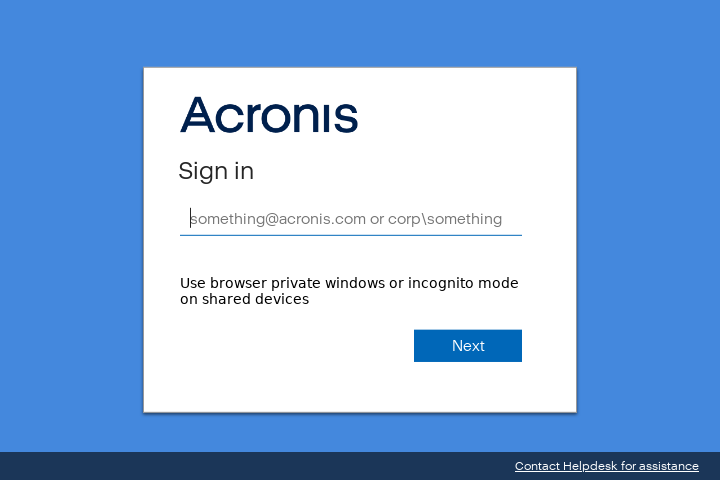 Acronis
Sign in
something@acronis.com or corp\something
Use browser private windows or incognito mode
on shared devices
Next
Contact Helpdesk for assistance